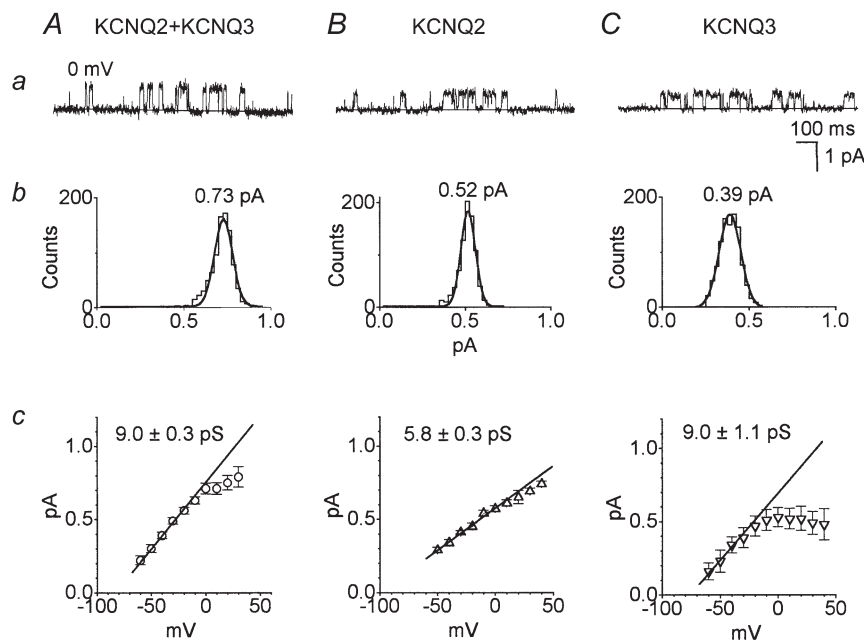 A KCNQ2+KCNQ3 B KCNQ2 C KCNQ3
a 0 mV
100 ms
1 pA
b 200 0.73 pA 200 0.52 pA 200 0.39 pA
Counts Counts Counts
0 0 0
0.0 0.5 1.0 0.0 0.5 1.0 0.0 0.5 1.0
pA
c
9.0 ± 0.3 pS 5.8 ± 0.3 pS 9.0 ± 1.1 pS
1.0 1.0 1.0
pA pA pA
0.5 0.5 0.5
0.0 0.0 0.0
-100 -50 0 50 -100 -50 0 50 -100 -50 0 50
mV mV mV